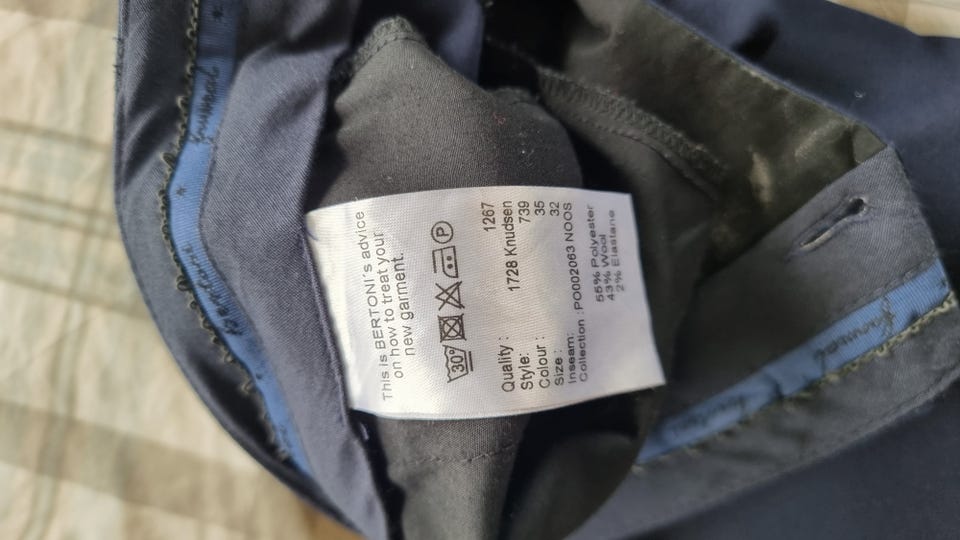 This is BERTONI's advice
on how to treat your
new garment.
30°
P
Quality : 1267
Style: 1728 Knudsen
Colour : 739
Size : 35
Inseam: 32
Collection :PO002063 NOOS
55% Polyester
43% Wool
2% Elastane